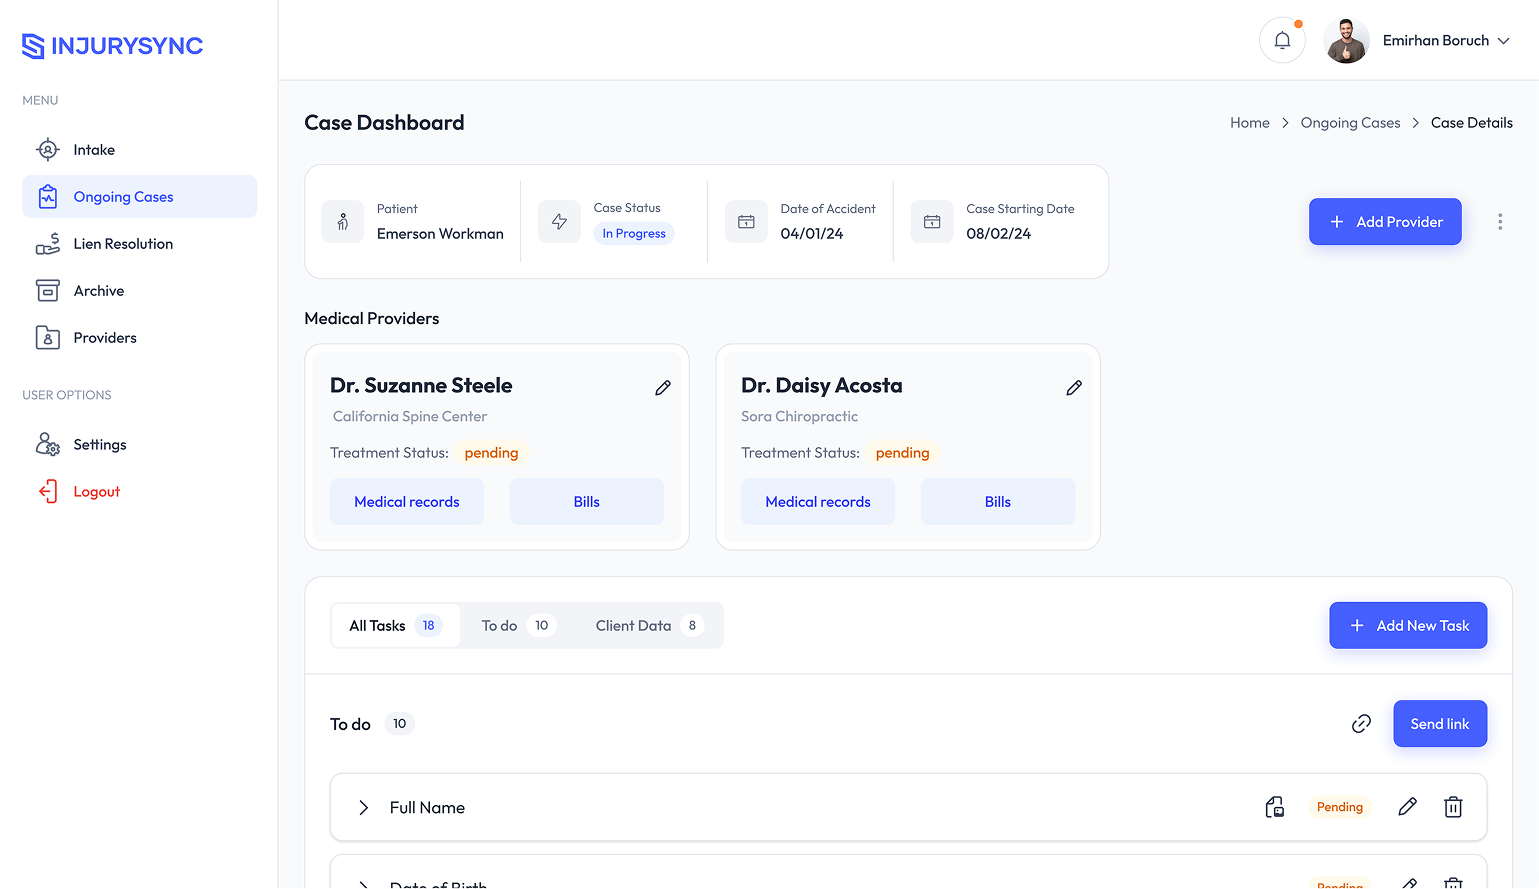 INJURYSYNC
MENU
Intake
Ongoing Cases
Lien Resolution
Archive
Providers
USER OPTIONS
Settings
Logout
Emirhan Boruch
Case Dashboard
Home > Ongoing Cases > Case Details
Patient
Emerson Workman
Case Status
In Progress
Date of Accident
04/01/24
Case Starting Date
08/02/24
+ Add Provider
Medical Providers
Dr. Suzanne Steele
California Spine Center
Treatment Status: pending
Medical records
Bills
Dr. Daisy Acosta
Sora Chiropractic
Treatment Status: pending
Medical records
Bills
All Tasks 18
To do 10
Client Data 8
+ Add New Task
To do 10
Send link
Full Name
Pending
Date of Birth
Pending